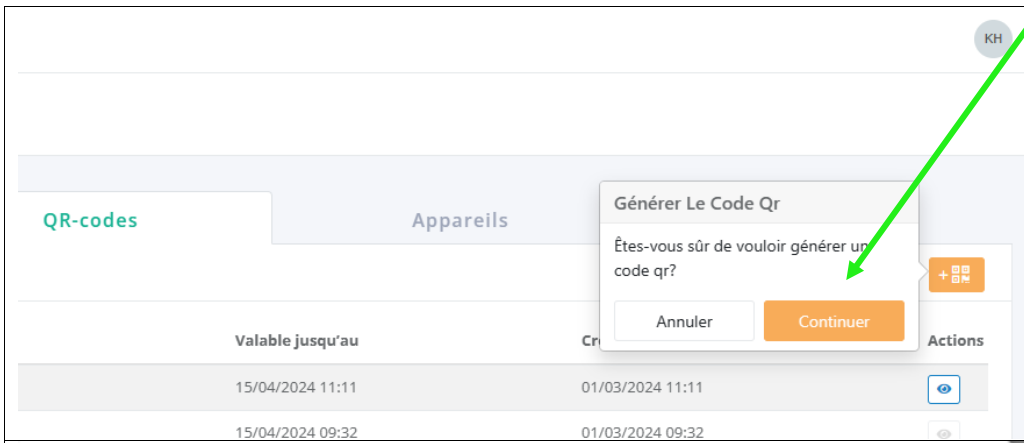 KH
QR-codes
Appareils
Générer Le Code Qr
Êtes-vous sûr de vouloir générer un
code qr?
+
Annuler
Continuer
Valable jusqu'au
Actions
15/04/2024 11:11
01/03/2024 11:11
15/04/2024 09:32
01/03/2024 09:32